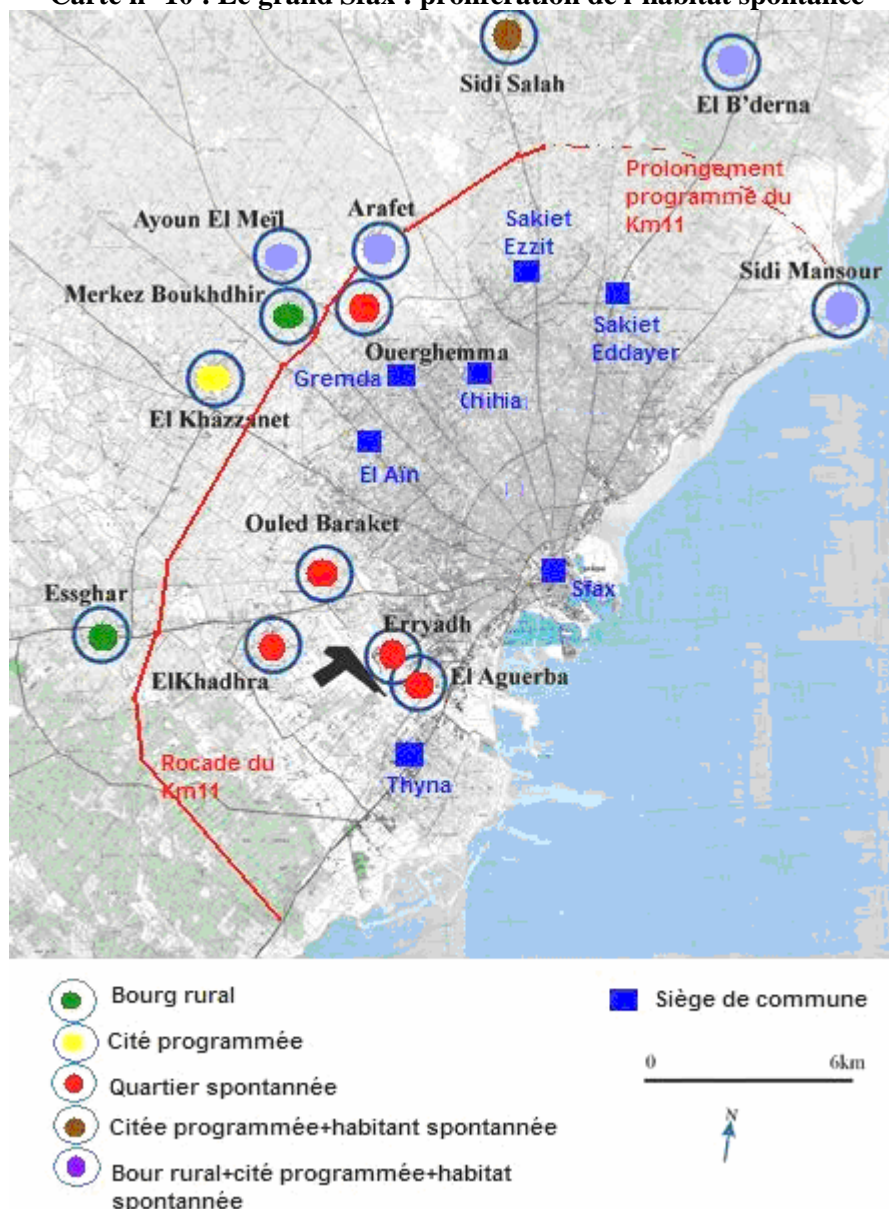 Carte n° 10 : Le grand Sfax : prolifération de l'habitat spontanée
Sidi Salah
El B'derna
Prolongement
programmé du
Km11
Ayoun El Meïl
Arafet
Sakiet
Ezzit
Sidi Mansour
Merkez Boukhdhir
Sakiet
Eddayer
Ouerghemma
Gremda
Chihia
El Khazzanet
El Ain
Ouled Baraket
Essghar
Sfax
Erryadh
ElKhadhra
El Aguerba
Rocade du
Km11
Thyna
Bourg rural
Siège de commune
Cité programmée
0 6km
Quartier spontannée
N
Citée programmée+habitant spontannée
Bour rural+cité programmée+habitat
spontannée